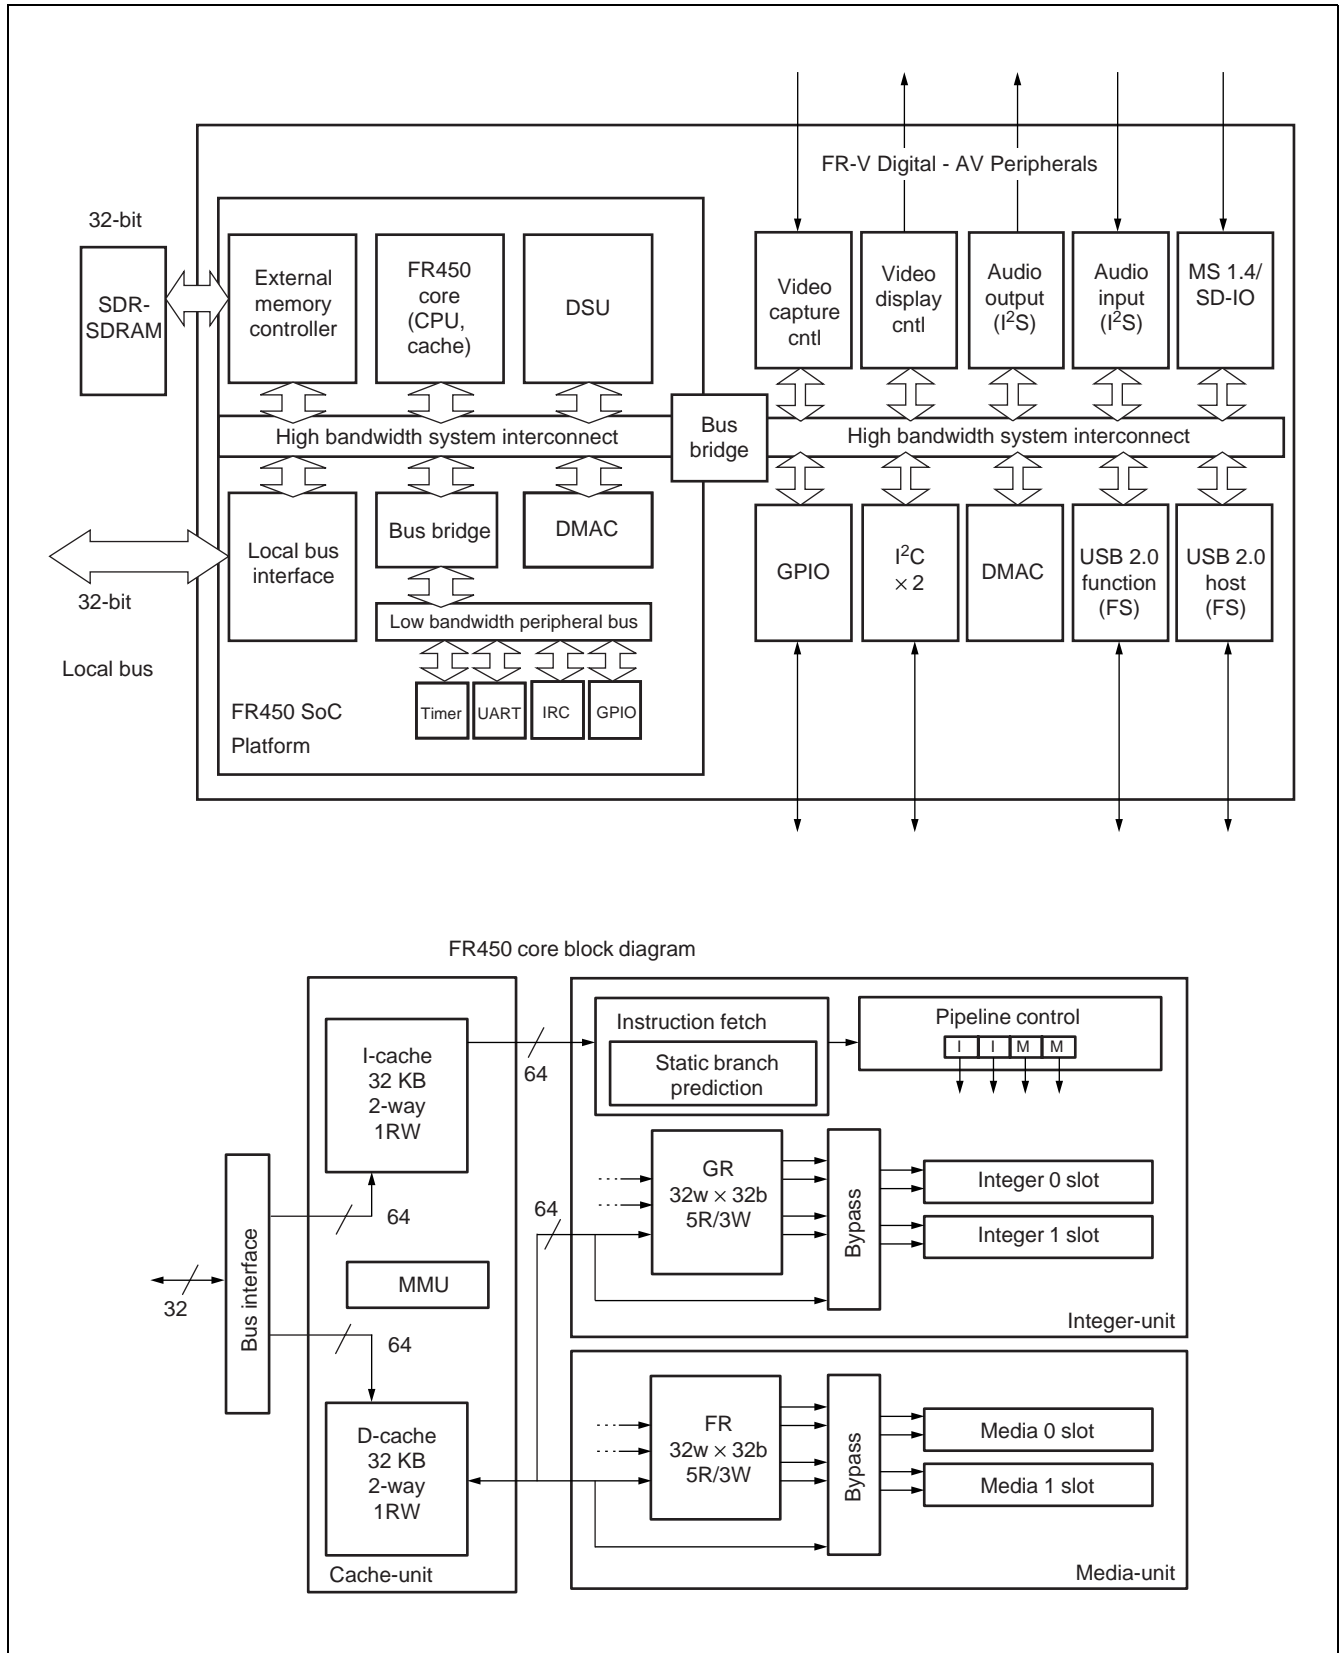 FR-V Digital - AV Peripherals
32-bit
SDR-
SDRAM
External
memory
controller
FR450
core
(CPU,
cache)
DSU
Video
capture
cntl
Video
display
cntl
Audio
output
(I²S)
Audio
input
(I²S)
MS 1.4/
SD-IO
High bandwidth system interconnect
Bus
bridge
High bandwidth system interconnect
Local bus
interface
Bus bridge
DMAC
GPIO
I²C
× 2
DMAC
USB 2.0
function
(FS)
USB 2.0
host
(FS)
32-bit
Local bus
Low bandwidth peripheral bus
Timer
UART
IRC
GPIO
FR450 SoC
Platform
FR450 core block diagram
I-cache
32 KB
2-way
1RW
64
Instruction fetch
Static branch
prediction
Pipeline control
I I M M
Bus interface
32
64
MMU
64
D-cache
32 KB
2-way
1RW
Cache-unit
64
GR
32w × 32b
5R/3W
Bypass
Integer 0 slot
Integer 1 slot
Integer-unit
FR
32w × 32b
5R/3W
Bypass
Media 0 slot
Media 1 slot
Media-unit